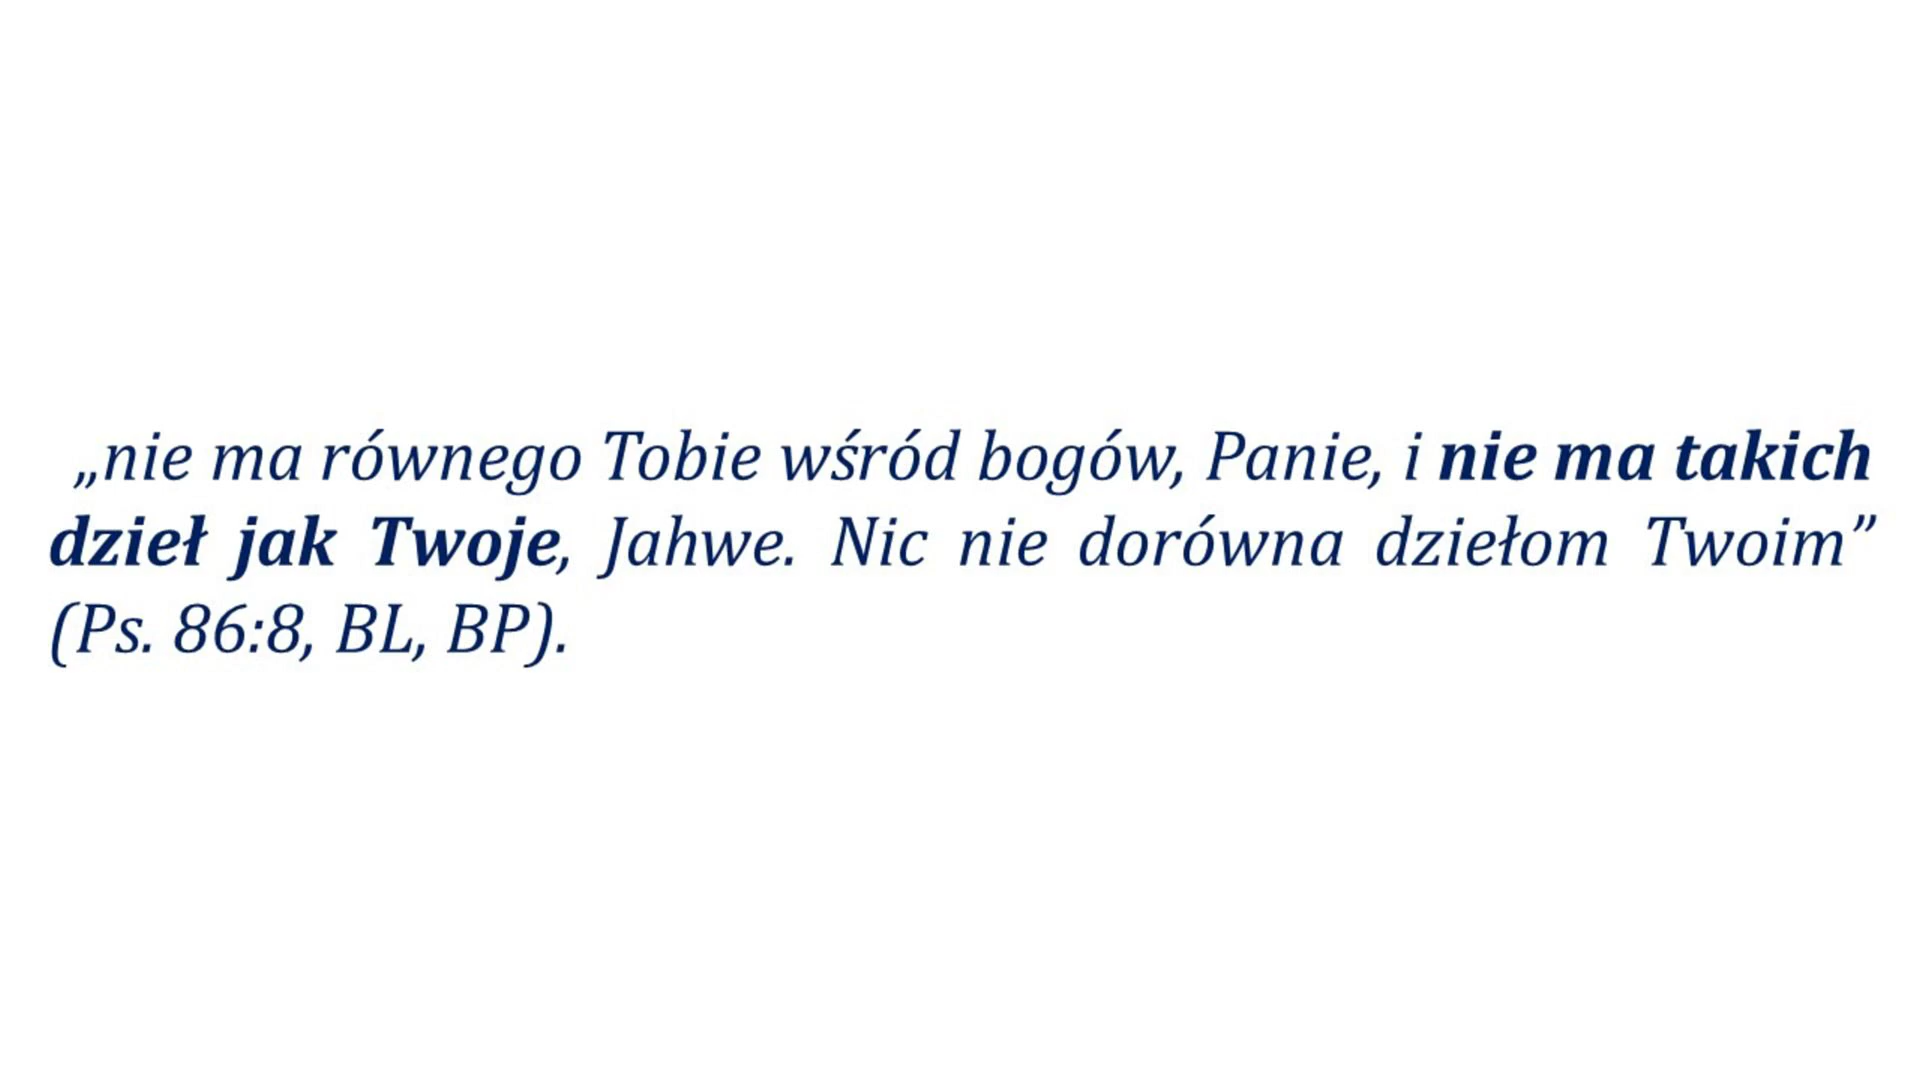 „nie ma równego Tobie wśród bogów, Panie, i nie ma takich
dzieł jak Twoje, Jahwe. Nic nie dorówna dziełom Twoim”
(Ps. 86:8, BL, BP).